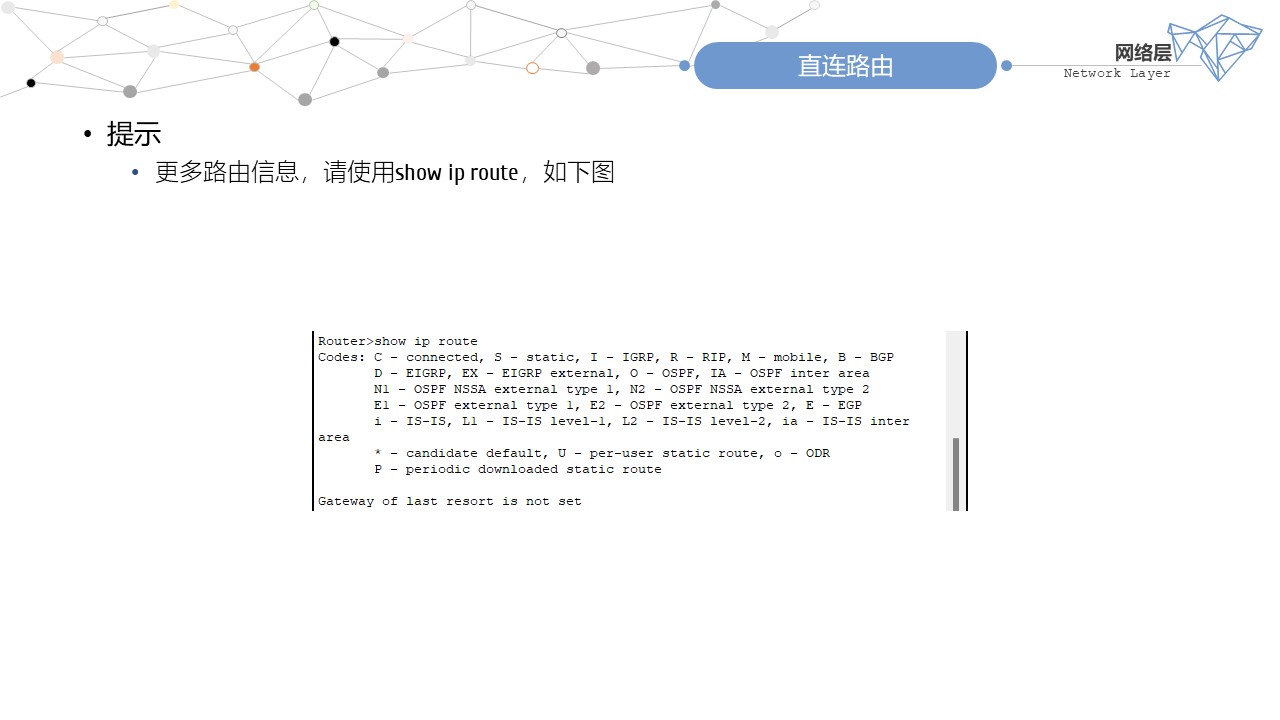 直连路由
网络层
Network Layer
• 提示
• 更多路由信息，请使用show ip route，如下图
Router>show ip route
Codes: C - connected, S - static, I - IGRP, R - RIP, M - mobile, B - BGP
D - EIGRP, EX - EIGRP external, O - OSPF, IA - OSPF inter area
N1 - OSPF NSSA external type 1, N2 - OSPF NSSA external type 2
E1 - OSPF external type 1, E2 - OSPF external type 2, E - EGP
i - IS-IS, L1 - IS-IS level-1, L2 - IS-IS level-2, ia - IS-IS inter
area
* - candidate default, U - per-user static route, o - ODR
P - periodic downloaded static route
Gateway of last resort is not set